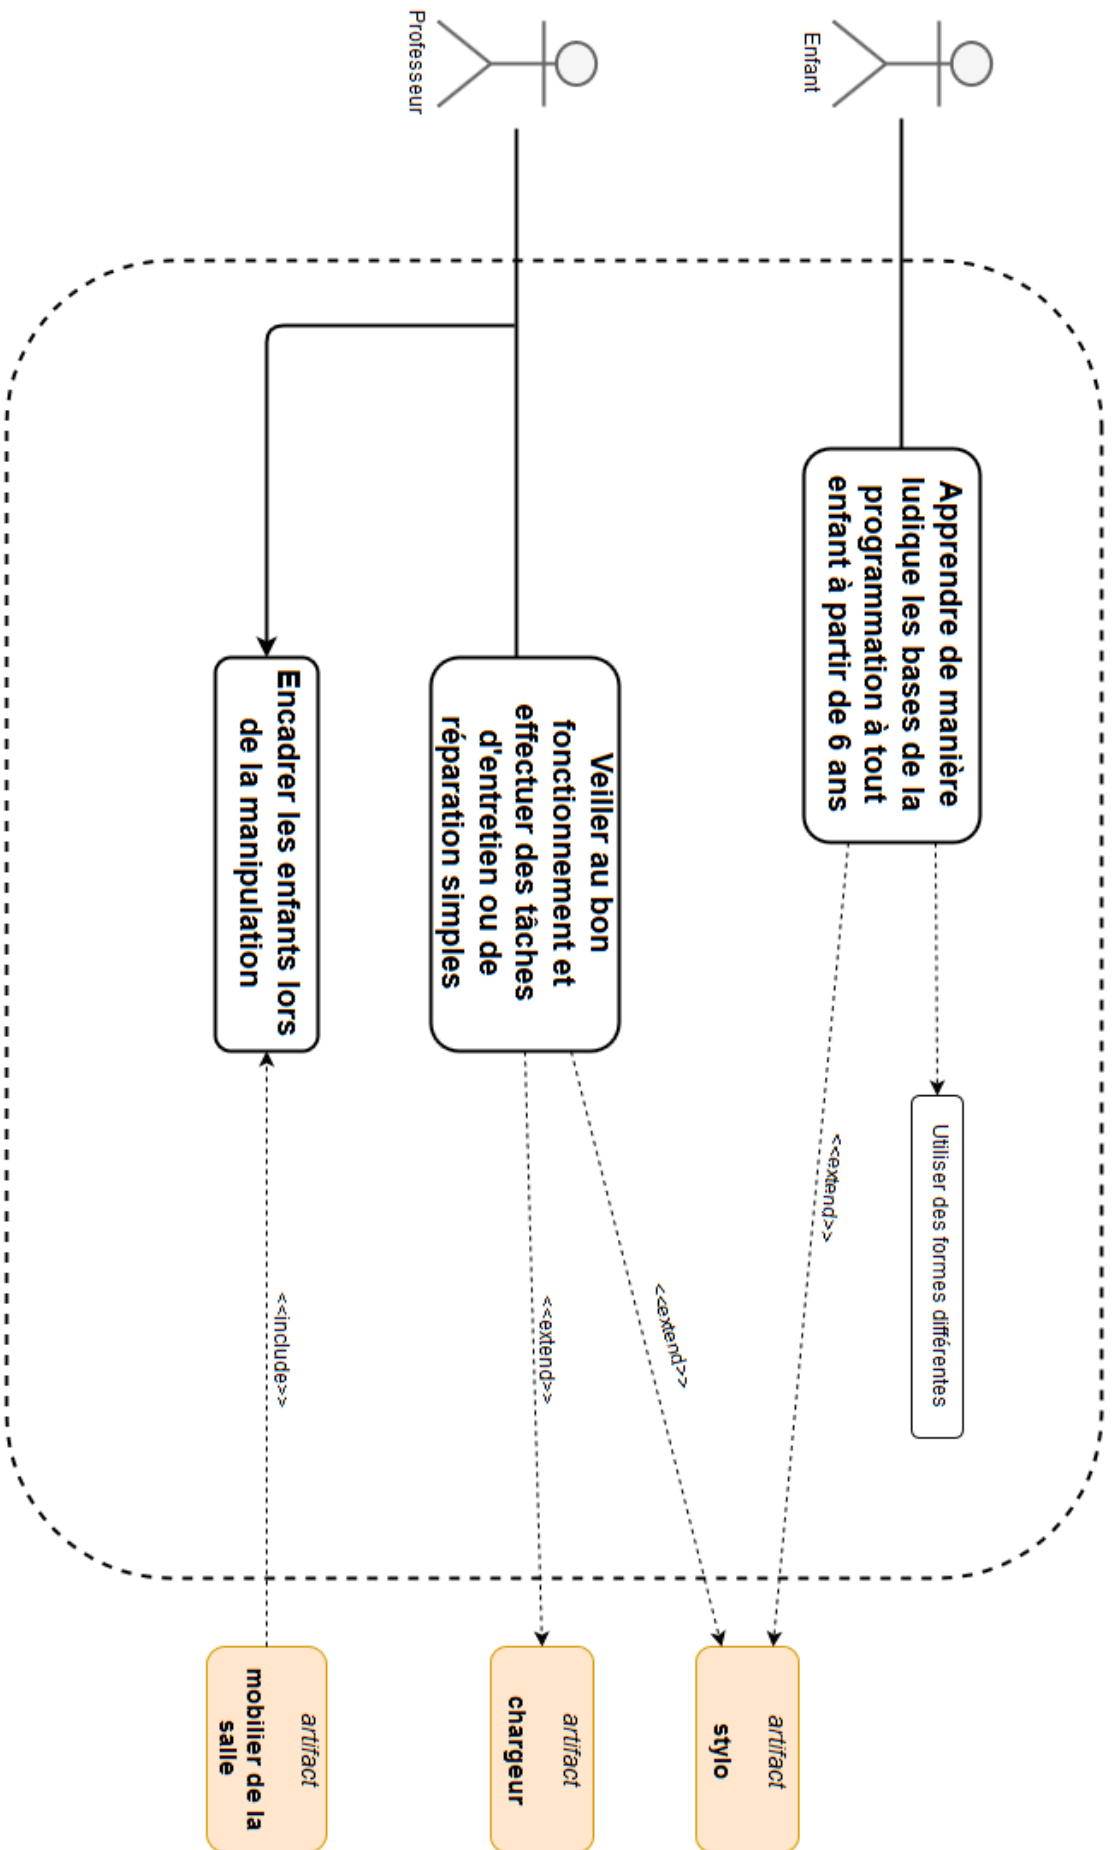 Enfant
Apprendre de manière
ludique les bases de la
programmation à tout
enfant à partir de 6 ans
Utiliser des formes différentes
<<extend>>
artifact
stylo
Professeur
Veiller au bon
fonctionnement et
effectuer des tâches
d'entretien ou de
réparation simples
<<extend>>
<<extend>>
artifact
chargeur
Encadrer les enfants lors
de la manipulation
<<include>>
artifact
mobilier de la
salle